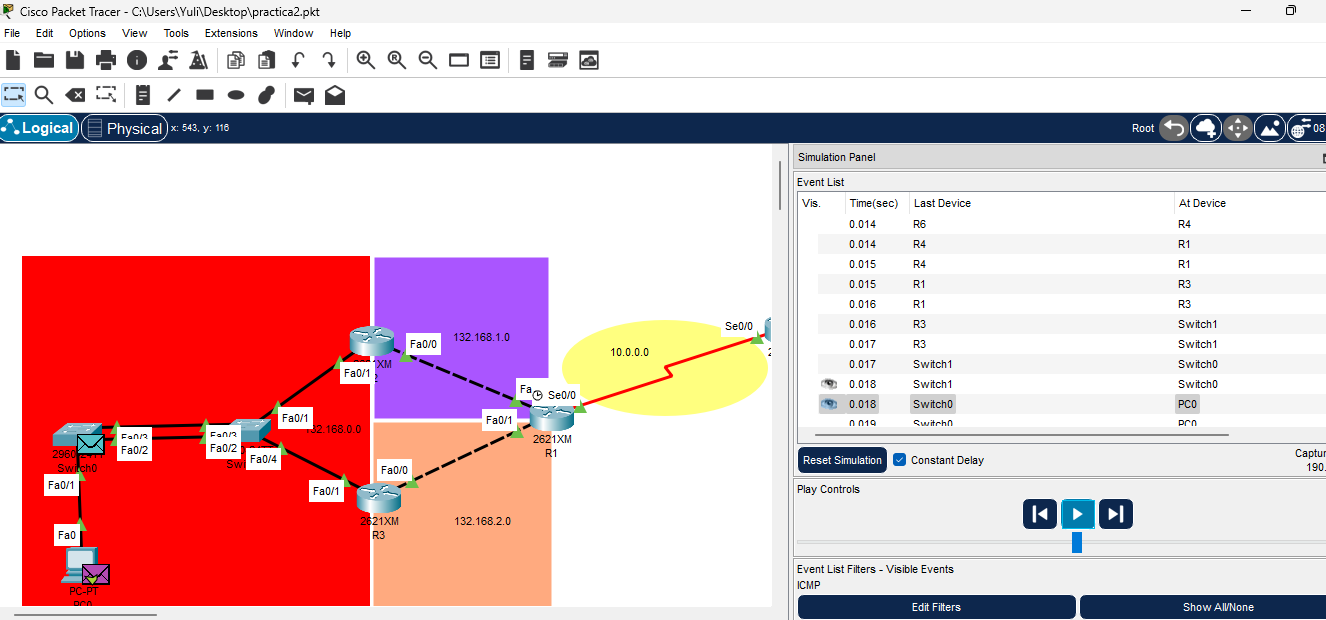 Cisco Packet Tracer - C:\Users\Yuli\Desktop\practica2.pkt
File Edit Options View Tools Extensions Window Help
Logical Physical x: 543, y: 116 Root 08
Simulation Panel
Event List
Vis. Time(sec) Last Device At Device
0.014 R6 R4
0.014 R4 R1
0.015 R4 R1
0.015 R1 R3
0.016 R1 R3
0.016 R3 Switch1
0.017 R3 Switch1
0.017 Switch1 Switch0
0.018 Switch1 Switch0
0.018 Switch0 PC0
0.019 Switch0 PC0
Reset Simulation Constant Delay
Captur
190.
Play Controls
Event List Filters - Visible Events
ICMP
Edit Filters Show All/None
Se0/0
132.168.1.0
Fa0/0
10.0.0.0
XM
Fa0/1
Fa
Se0/0
Fa0/1
Fa0/1
2621XM
R1
Fa0/3
Fa0/2
Fa0/3
Fa0/2
Fa0/4
32.168.0.0
Switch0
Fa0/1
Fa0/0
Fa0/1
2621XM
R3
132.168.2.0
Fa0
PC-PT
PC0